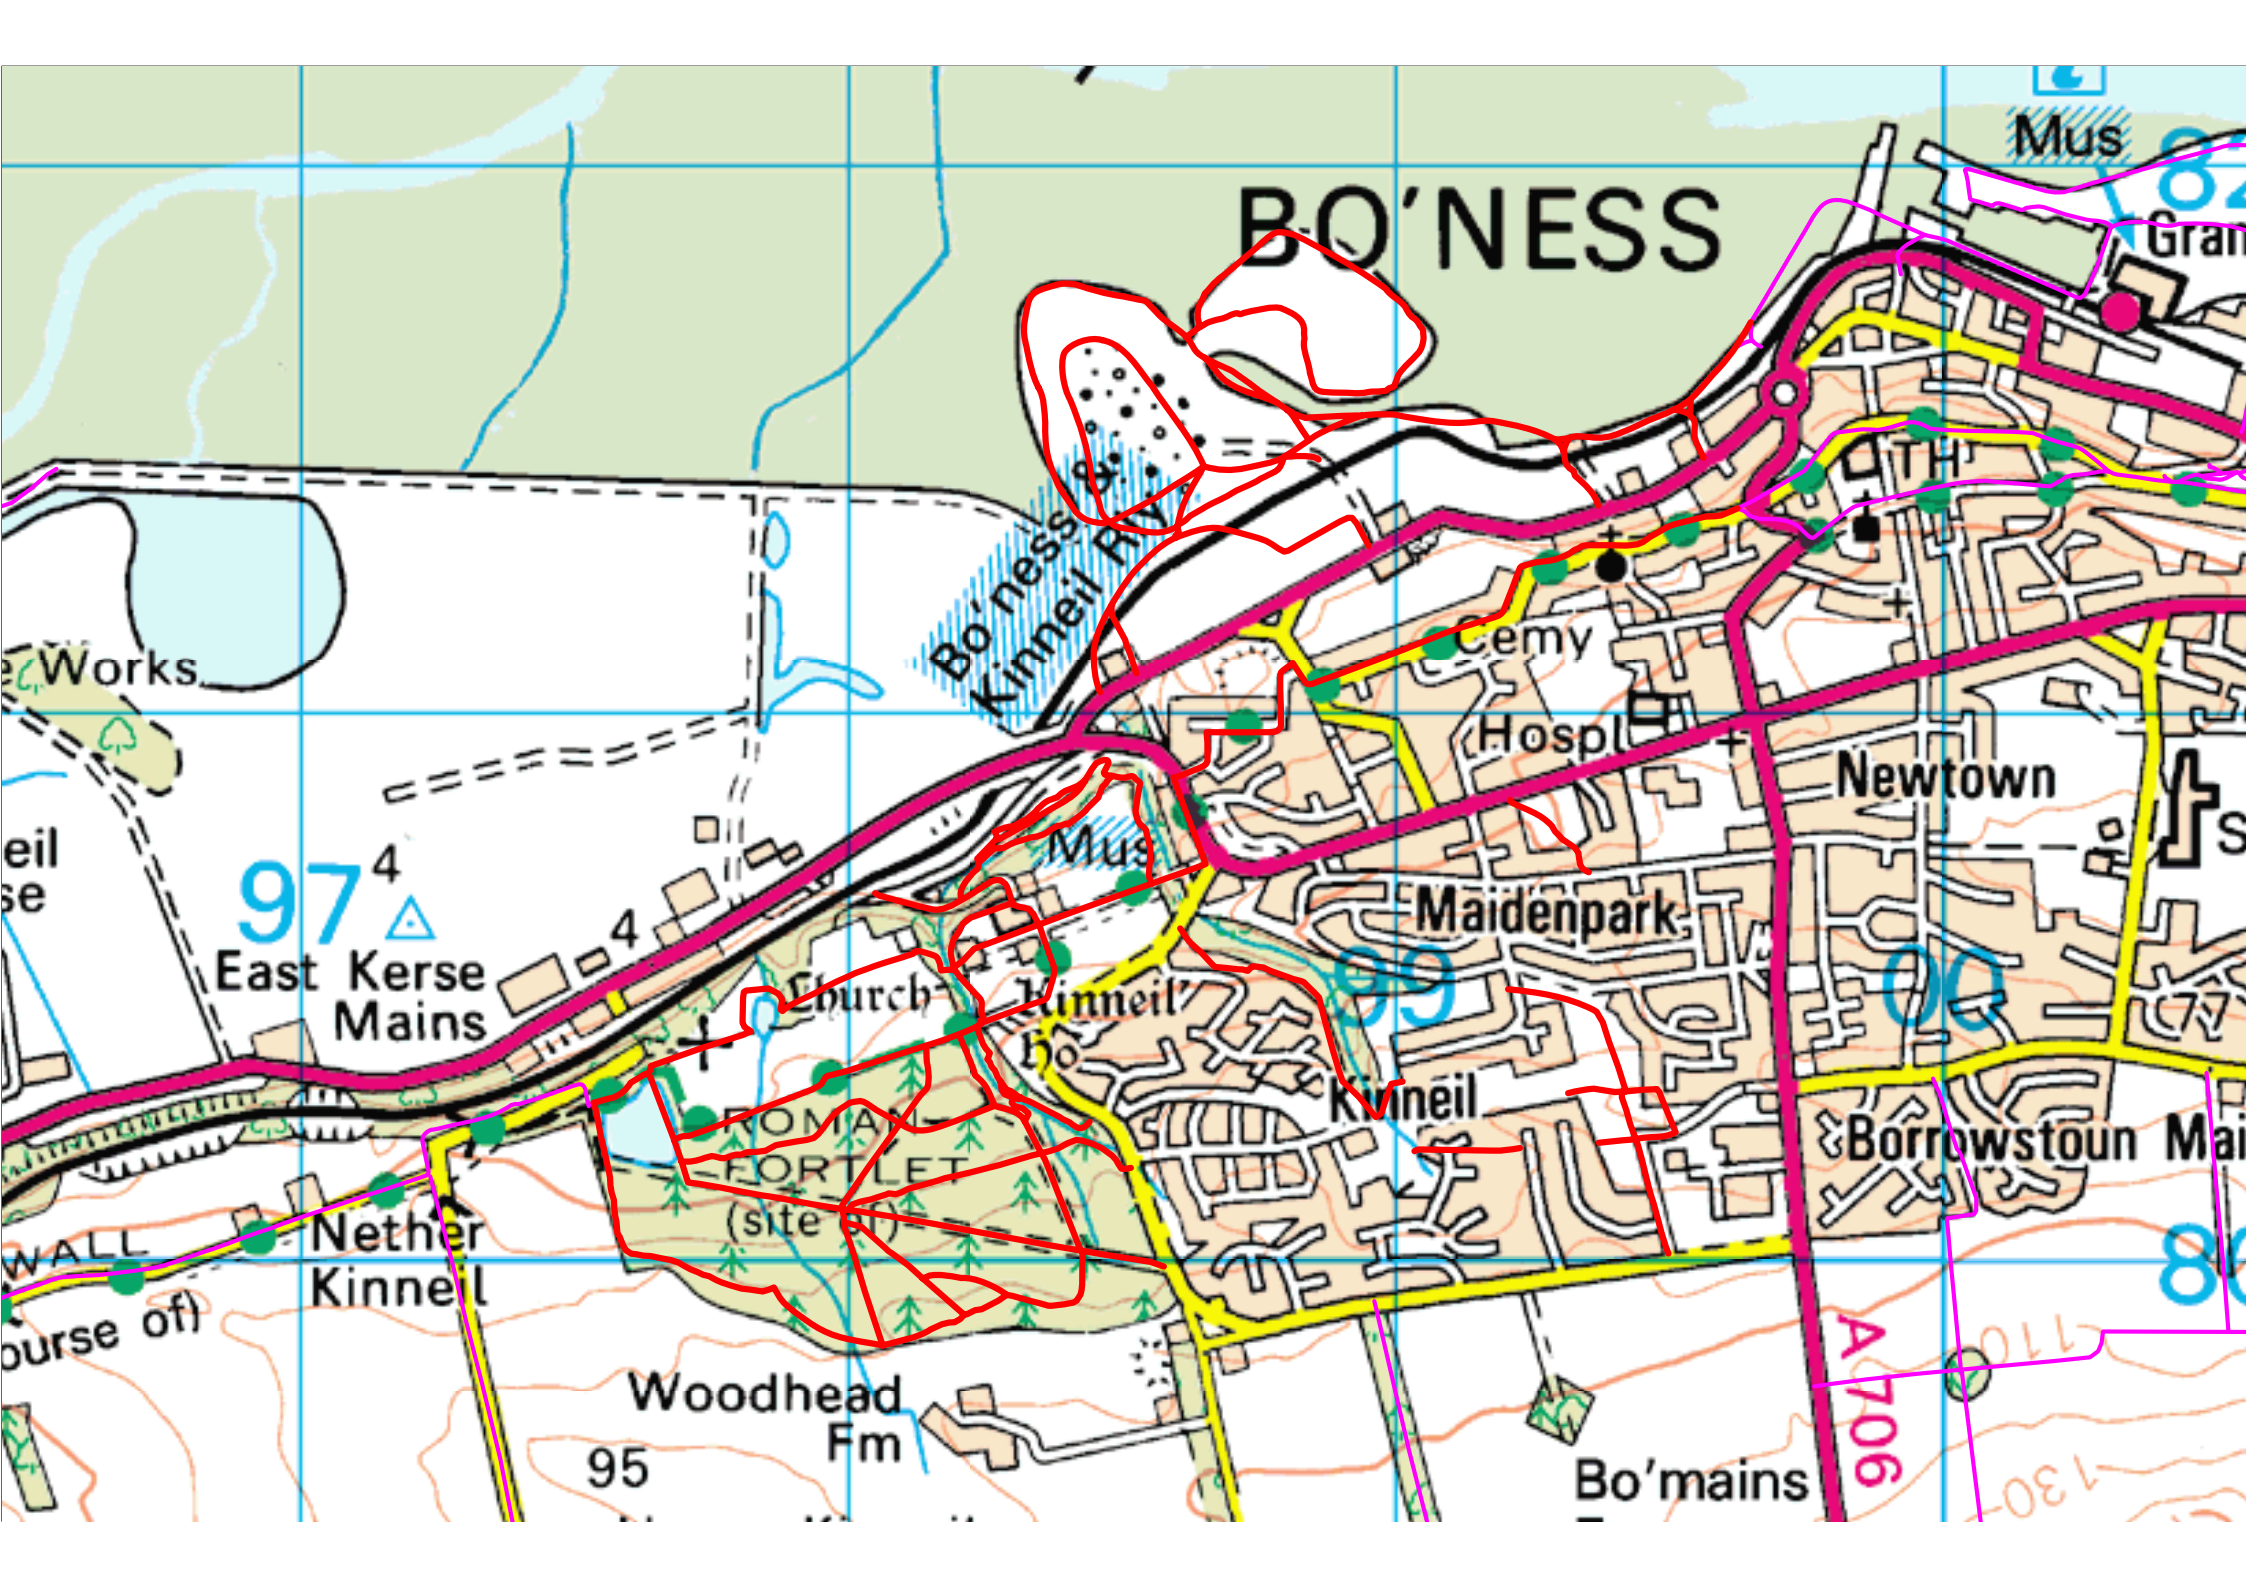 Mus
82
Gran
BO'NESS
TH
Bo'ness &
Kinneil Rly
e Works
Cemy
Hospl
Newtown
S
Mus
eil
se
97
4
4
Maidenpark
East Kerse
Mains
99
00
77
Church
Kinneil
Ho
Kinneil
ROMAN
FORTLET
(site of)
Borrowstoun Mai
WALL
Nether
Kinneil
ourse of)
80
110
A 706
Woodhead
Fm
95
130
Bo'mains